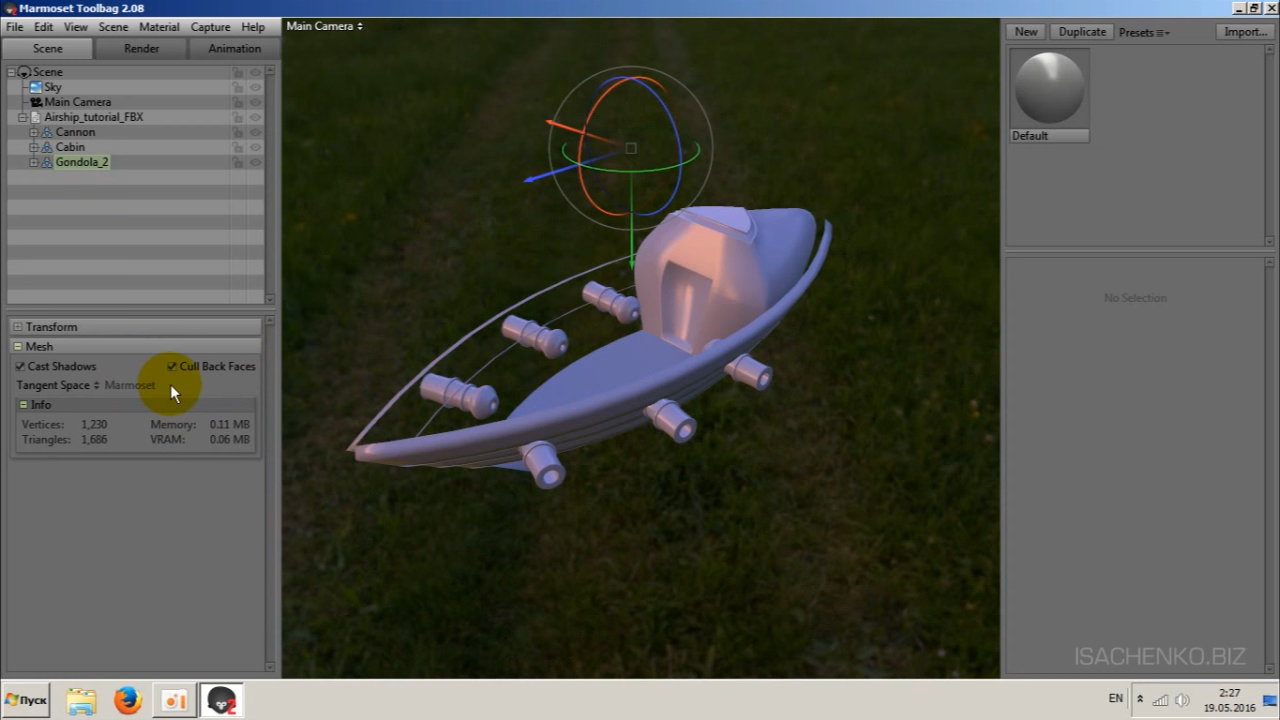 Marmoset Toolbag 2.08
File Edit View Scene Material Capture Help
Main Camera
New Duplicate Presets Import...
Scene Render Animation
Scene
Sky
Main Camera
Airship_tutorial_FBX
Cannon
Cabin
Gondola_2
Default
Transform
Mesh
Cast Shadows Cull Back Faces
Tangent Space Marmoset
Info
Vertices: 1,230 Memory: 0.11 MB
Triangles: 1,686 VRAM: 0.06 MB
No Selection
ISACHENKO.BIZ
Пуск
EN
2:27
19.05.2016